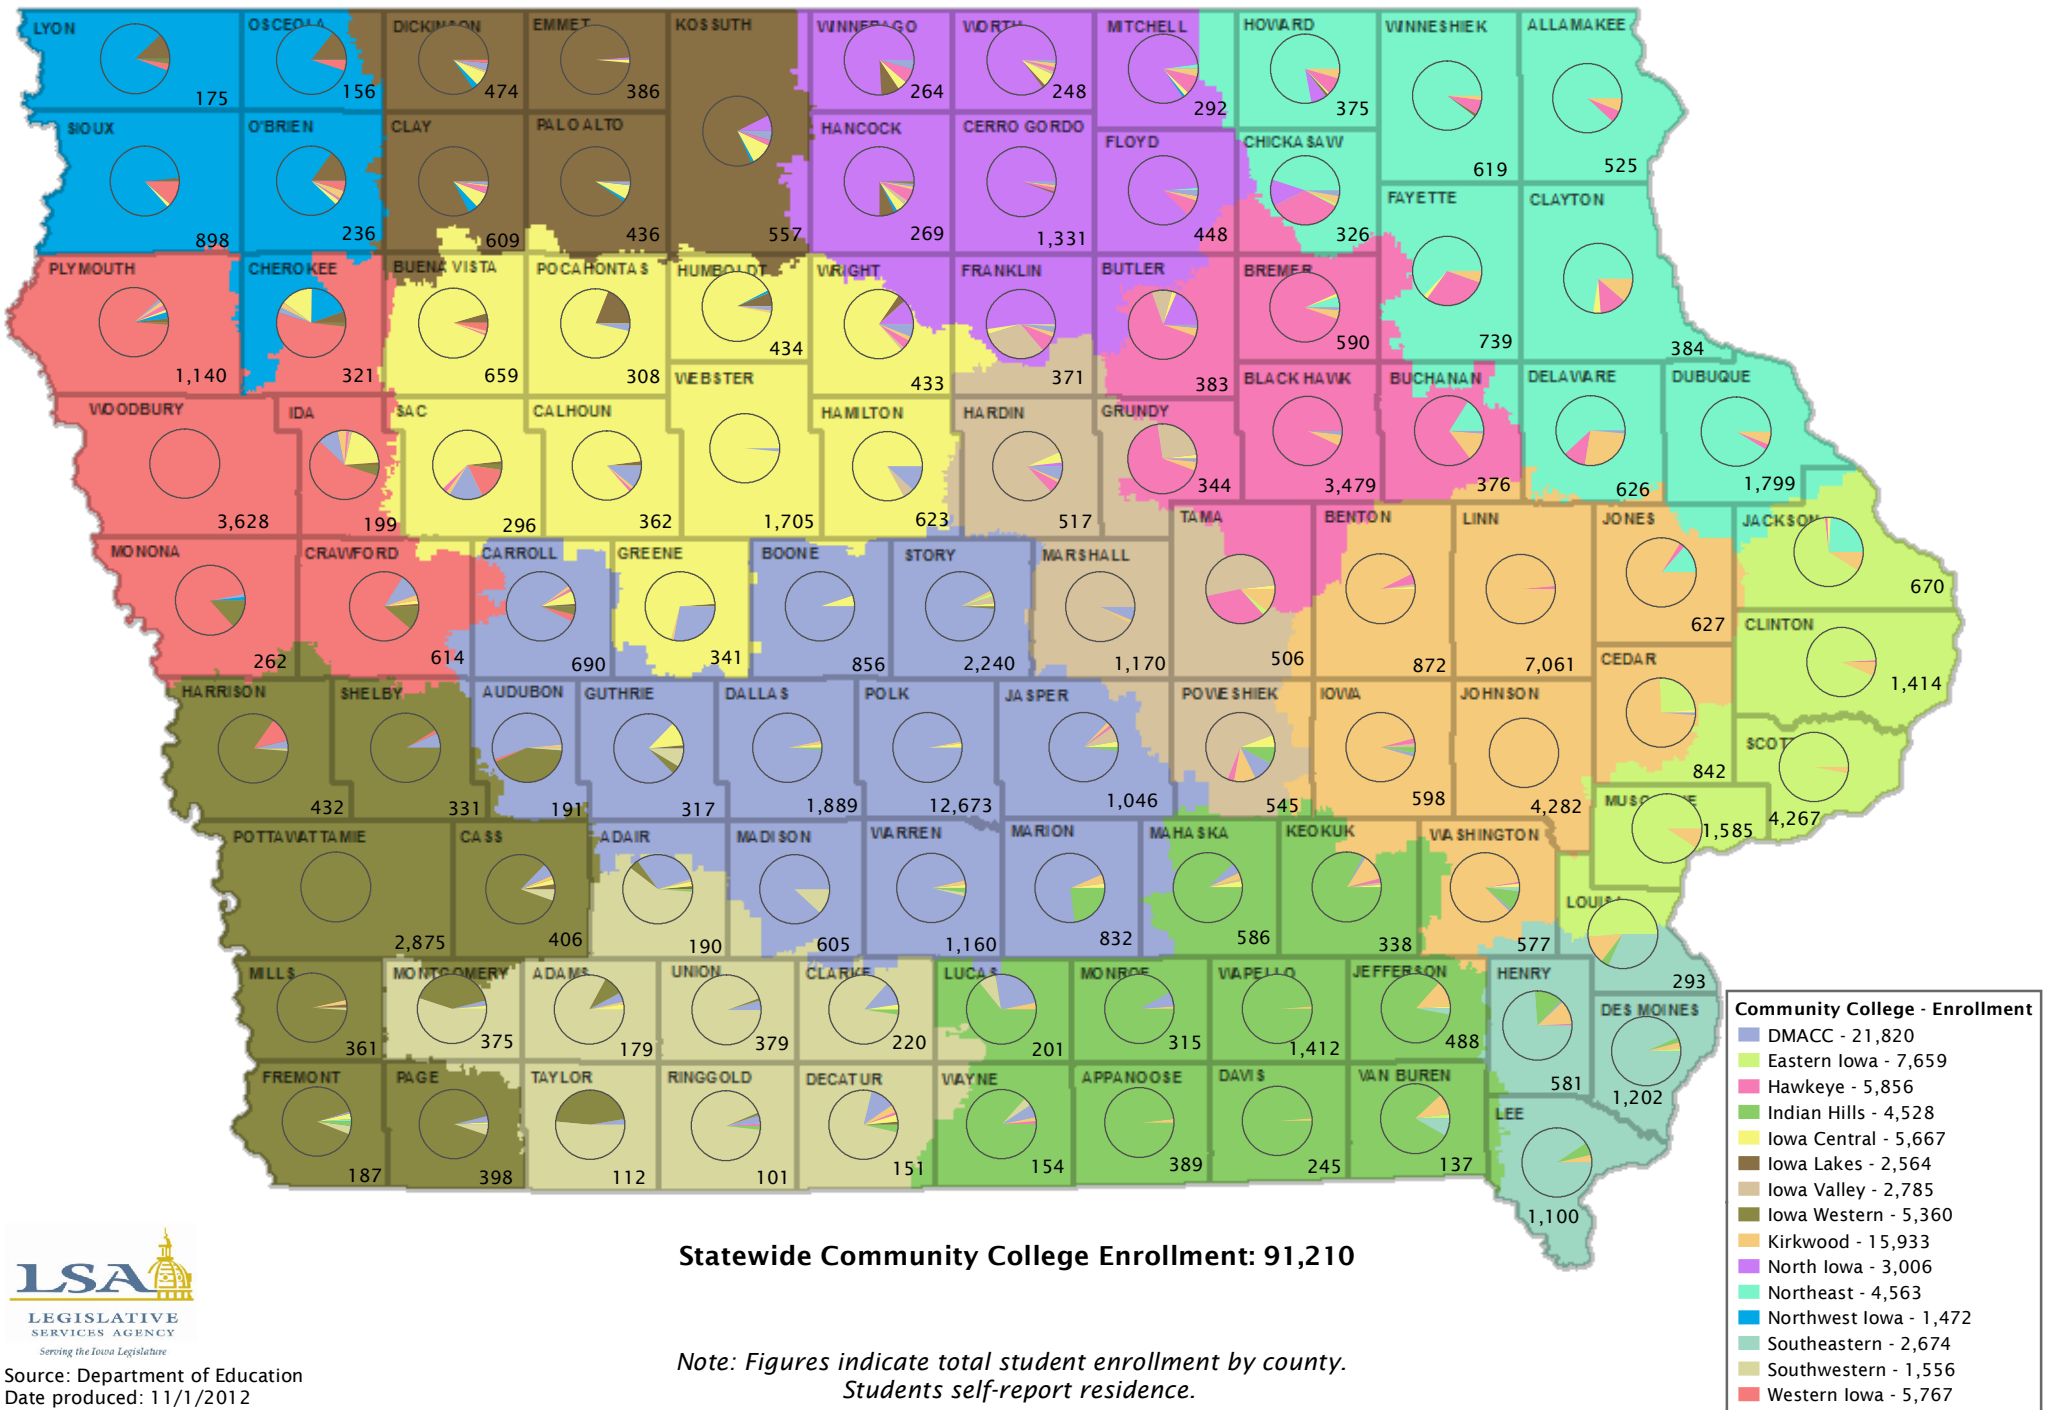 LYON
175
OSCEOLA
156
DICKINSON
474
EMMET
386
KOSSUTH
557
WINNEBAGO
264
WORTH
248
MITCHELL
292
HOWARD
375
WINNESHIEK
619
ALLAMAKEE
525
SIOUX
898
O'BRIEN
236
CLAY
609
PALO ALTO
436
HANCOCK
269
CERRO GORDO
1,331
FLOYD
448
CHICKASAW
326
FAYETTE
739
CLAYTON
384
PLYMOUTH
1,140
CHEROKEE
321
BUENA VISTA
659
POCAHONTAS
308
HUMBOLDT
434
WRIGHT
433
FRANKLIN
371
BUTLER
383
BREMER
590
WOODBURY
3,628
IDA
199
SAC
296
CALHOUN
362
WEBSTER
1,705
HAMILTON
623
HARDIN
517
GRUNDY
344
BLACK HAWK
3,479
BUCHANAN
376
DELAWARE
626
DUBUQUE
1,799
MONONA
262
CRAWFORD
614
CARROLL
690
GREENE
341
BOONE
856
STORY
2,240
MARSHALL
1,170
TAMA
506
BENTON
872
LINN
7,061
JONES
627
JACKSON
670
CLINTON
1,414
HARRISON
432
SHELBY
331
AUDUBON
191
GUTHRIE
317
DALLAS
1,889
POLK
12,673
JASPER
1,046
POWESHIEK
545
IOWA
598
JOHNSON
4,282
CEDAR
842
SCOTT
4,267
1,585
POTTAWATTAMIE
2,875
CASS
406
ADAIR
190
MADISON
605
WARREN
1,160
MARION
832
MAHASKA
586
KEOKUK
338
WASHINGTON
577
LOUISA
293
MILLS
361
MONTGOMERY
375
ADAMS
179
UNION
379
CLARKE
220
LUCAS
201
MONROE
315
WAPELLO
1,412
JEFFERSON
488
HENRY
581
DES MOINES
1,202
FREMONT
187
PAGE
398
TAYLOR
112
RINGGOLD
101
DECATUR
151
WAYNE
154
APPANOOSE
389
DAVIS
245
VAN BUREN
137
LEE
1,100
Community College - Enrollment
DMACC - 21,820
Eastern Iowa - 7,659
Hawkeye - 5,856
Indian Hills - 4,528
Iowa Central - 5,667
Iowa Lakes - 2,564
Iowa Valley - 2,785
Iowa Western - 5,360
Kirkwood - 15,933
North Iowa - 3,006
Northeast - 4,563
Northwest Iowa - 1,472
Southeastern - 2,674
Southwestern - 1,556
Western Iowa - 5,767
Statewide Community College Enrollment: 91,210
Note: Figures indicate total student enrollment by county.
Students self-report residence.
LSA
LEGISLATIVE
SERVICES AGENCY
Serving the Iowa Legislature
Source: Department of Education
Date produced: 11/1/2012